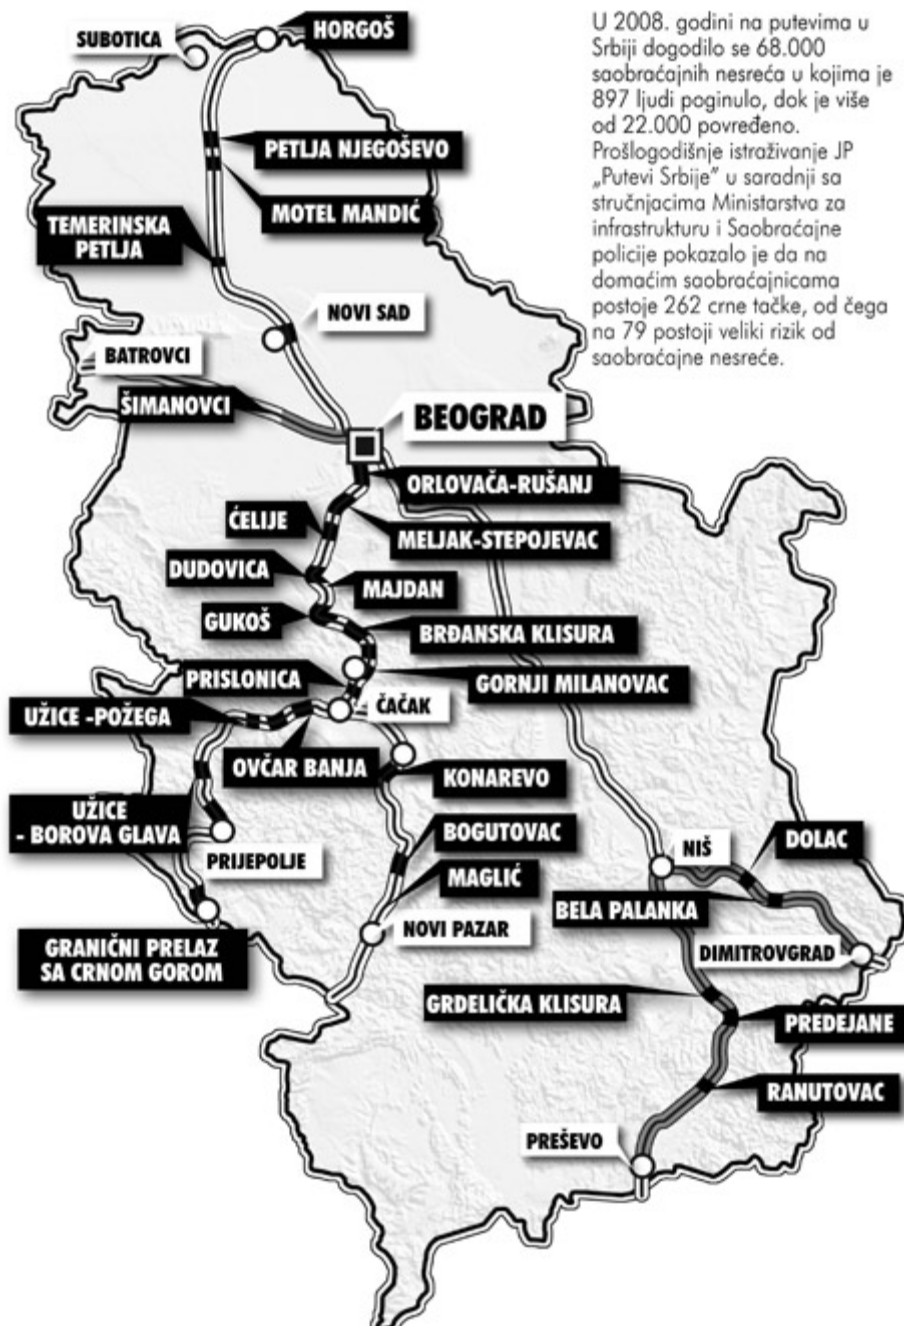 HORGOŠ
SUBOTICA
U 2008. godini na putevima u
Srbiji dogodilo se 68.000
saobraćajnih nesreća u kojima je
897 ljudi poginulo, dok je više
od 22.000 povređeno.
Prošlogodišnje istraživanje JP
„Putevi Srbije” u saradnji sa
stručnjacima Ministarstva za
infrastrukturu i Saobraćajne
policije pokazalo je da na
domaćim saobraćajnicama
postoje 262 crne tačke, od čega
na 79 postoji veliki rizik od
saobraćajne nesreće.
PETLJA NJEGOŠEVO
MOTEL MANDIĆ
TEMERINSKA
PETLJA
NOVI SAD
BATROVCI
ŠIMANOVCI
BEOGRAD
ORLOVAČA-RUŠANJ
ĆELIJE
MELJAK-STEPOJEVAC
DUDOVICA
MAJDAN
GUKOŠ
BRĐANSKA KLISURA
PRISLONICA
GORNJI MILANOVAC
ČAČAK
UŽICE -POŽEGA
OVČAR BANJA
KONAREVO
UŽICE
- BOROVA GLAVA
BOGUTOVAC
NIŠ
DOLAC
PRIJEPOLJE
MAGLIĆ
BELA PALANKA
NOVI PAZAR
GRANIČNI PRELAZ
SA CRNOM GOROM
DIMITROVGRAD
GRDELIČKA KLISURA
PREDEJANE
RANUTOVAC
PREŠEVO